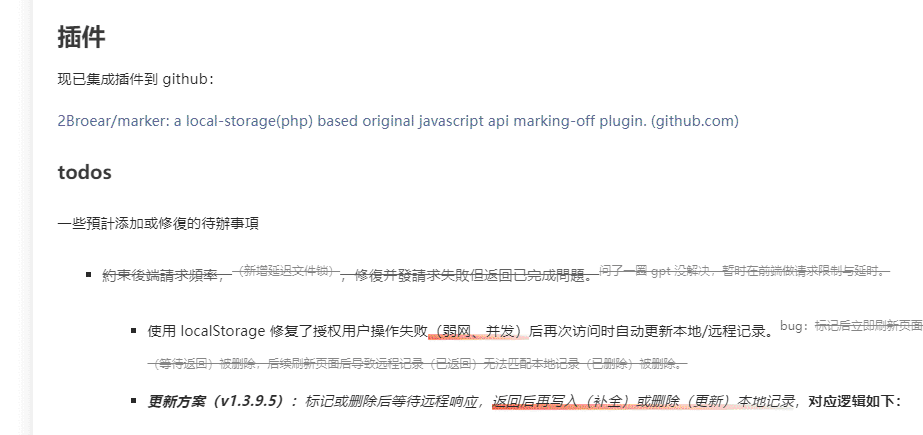 插件
现已集成插件到 github：
2Broear/marker: a local-storage(php) based original javascript api marking-off plugin. (github.com)
todos
一些預計添加或修復的待辦事項
約束後端請求頻率，（新增延迟文件锁），修復并發請求失敗但返回已完成問題。问了一圈 gpt 没解决，暂时在前端做请求限制与延时。
使用 localStorage 修复了授权用户操作失败（弱网、并发）后再次访问时自动更新本地/远程记录。bug：标记后立即刷新页面
（等待返回）被删除，后续刷新页面后导致远程记录（已返回）无法匹配本地记录（已删除）被删除。
更新方案（v1.3.9.5）：标记或删除后等待远程响应，返回后再写入（补全）或删除（更新）本地记录，对应逻辑如下：